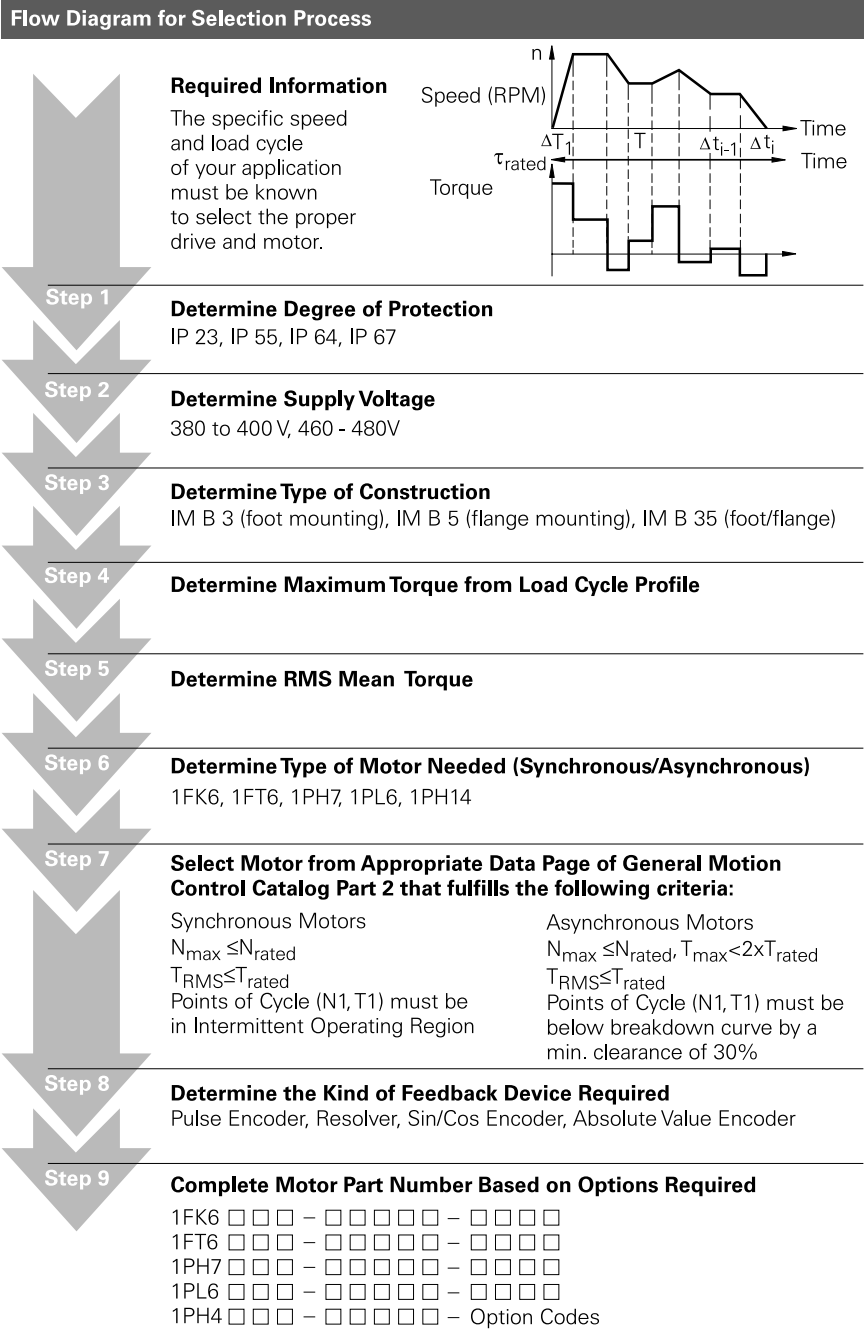 Flow Diagram for Selection Process
Required Information
The specific speed
and load cycle
of your application
must be known
to select the proper
drive and motor.
n
Speed (RPM)
Time
ΔT1
T
Δti-1
Δti
τrated
Time
Torque
Step 1
Determine Degree of Protection
IP 23, IP 55, IP 64, IP 67
Step 2
Determine Supply Voltage
380 to 400 V, 460 - 480V
Step 3
Determine Type of Construction
IM B 3 (foot mounting), IM B 5 (flange mounting), IM B 35 (foot/flange)
Step 4
Determine Maximum Torque from Load Cycle Profile
Step 5
Determine RMS Mean Torque
Step 6
Determine Type of Motor Needed (Synchronous/Asynchronous)
1FK6, 1FT6, 1PH7, 1PL6, 1PH14
Step 7
Select Motor from Appropriate Data Page of General Motion
Control Catalog Part 2 that fulfills the following criteria:
Synchronous Motors
Nmax ≤Nrated
TRMS≤Trated
Points of Cycle (N1, T1) must be
in Intermittent Operating Region
Asynchronous Motors
Nmax ≤Nrated, Tmax<2xTrated
TRMS≤Trated
Points of Cycle (N1, T1) must be
below breakdown curve by a
min. clearance of 30%
Step 8
Determine the Kind of Feedback Device Required
Pulse Encoder, Resolver, Sin/Cos Encoder, Absolute Value Encoder
Step 9
Complete Motor Part Number Based on Options Required
1FK6 □ □ □ – □ □ □ □ □ – □ □ □ □
1FT6 □ □ □ – □ □ □ □ □ – □ □ □ □
1PH7 □ □ □ – □ □ □ □ □ – □ □ □ □
1PL6 □ □ □ – □ □ □ □ □ – □ □ □ □
1PH4 □ □ □ – □ □ □ □ □ – Option Codes